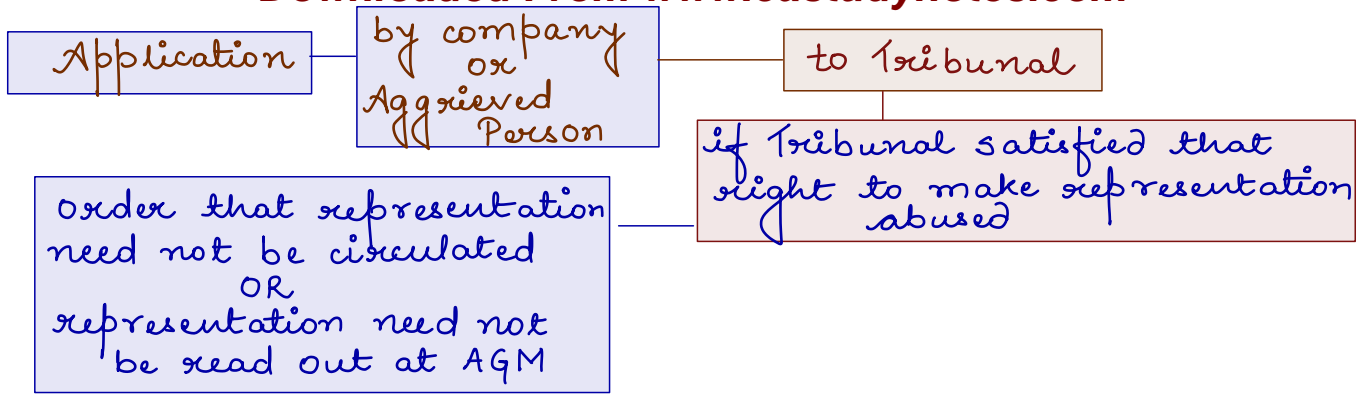 Application
by company
or
Aggrieved
Person
to Tribunal
if Tribunal satisfied that
right to make representation
abused
order that representation
need not be circulated
OR
representation need not
be read out at AGM